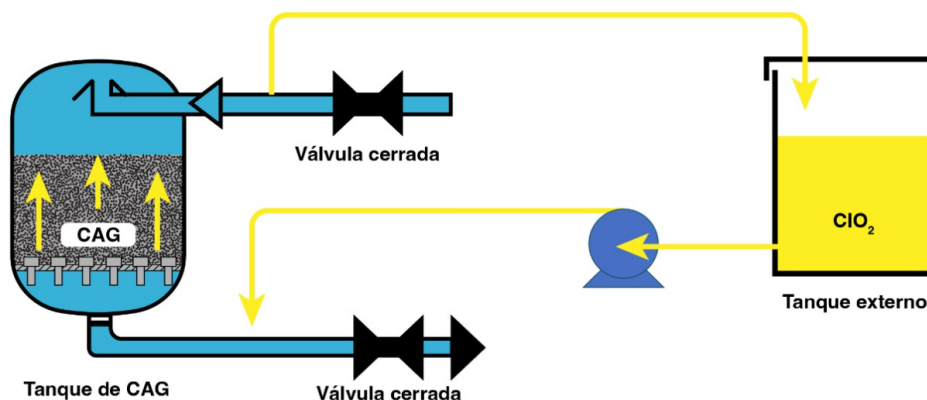 Válvula cerrada
CAG
ClO₂
Tanque externo
Tanque de CAG
Válvula cerrada